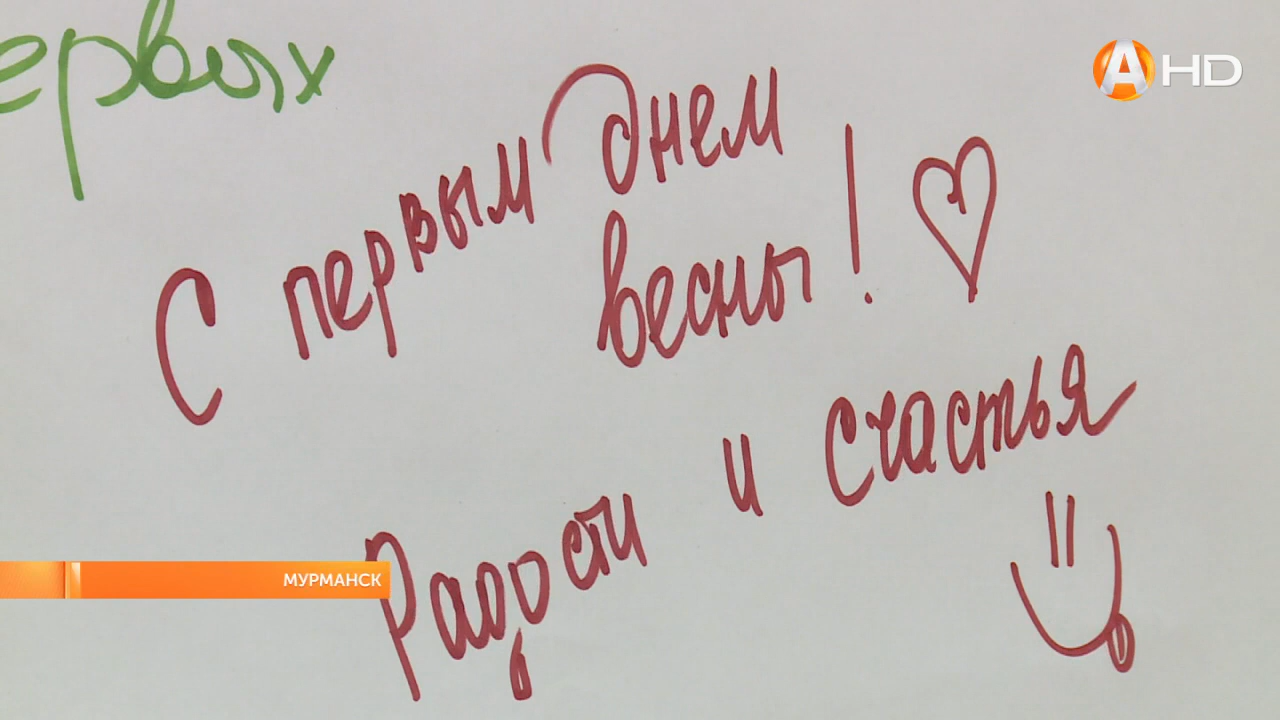 ервых
А HD
С первым днем
весны!
Радости и счастья
МУРМАНСК